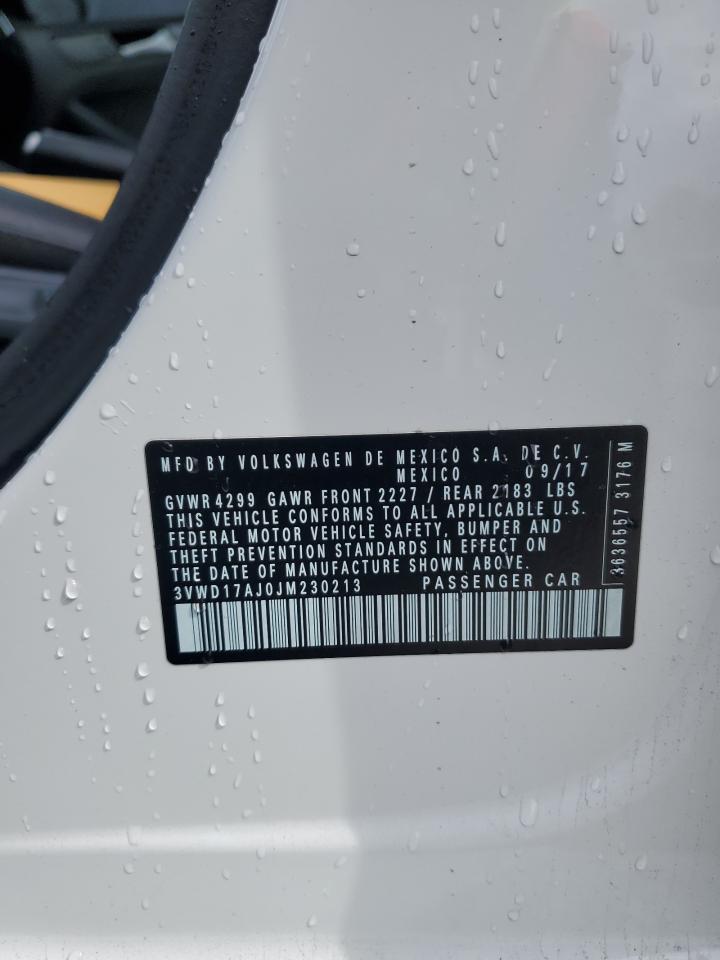 MFD BY VOLKSWAGEN DE MEXICO S.A. DE C.V.
MEXICO 09/17
GVWR 4299 GAWR FRONT 2227 / REAR 2183 LBS
THIS VEHICLE CONFORMS TO ALL APPLICABLE U.S.
FEDERAL MOTOR VEHICLE SAFETY, BUMPER AND
THEFT PREVENTION STANDARDS IN EFFECT ON
THE DATE OF MANUFACTURE SHOWN ABOVE.
3VWD17AJ0JM230213 PASSENGER CAR
3636557 3176 M